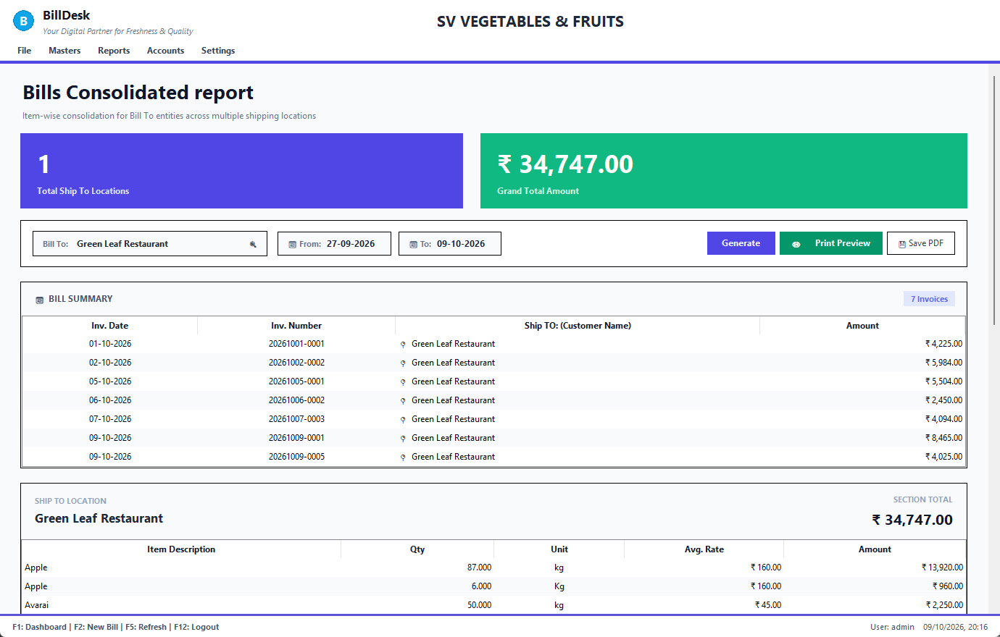 B BillDesk
Your Digital Partner for Freshness & Quality
SV VEGETABLES & FRUITS
File Masters Reports Accounts Settings
Bills Consolidated report
Item-wise consolidation for Bill To entities across multiple shipping locations
1
Total Ship To Locations
₹ 34,747.00
Grand Total Amount
Bill To: Green Leaf Restaurant From: 27-09-2026 To: 09-10-2026 Generate Print Preview Save PDF
BILL SUMMARY 7 Invoices
Inv. Date Inv. Number Ship TO: (Customer Name) Amount
01-10-2026 20261001-0001 Green Leaf Restaurant ₹ 4,225.00
02-10-2026 20261002-0002 Green Leaf Restaurant ₹ 5,984.00
05-10-2026 20261005-0001 Green Leaf Restaurant ₹ 5,504.00
06-10-2026 20261006-0002 Green Leaf Restaurant ₹ 2,450.00
07-10-2026 20261007-0003 Green Leaf Restaurant ₹ 4,094.00
09-10-2026 20261009-0001 Green Leaf Restaurant ₹ 8,465.00
09-10-2026 20261009-0005 Green Leaf Restaurant ₹ 4,025.00
SHIP TO LOCATION SECTION TOTAL
Green Leaf Restaurant ₹ 34,747.00
Item Description Qty Unit Avg. Rate Amount
Apple 87.000 kg ₹ 160.00 ₹ 13,920.00
Apple 6.000 Kg ₹ 160.00 ₹ 960.00
Avarai 50.000 kg ₹ 45.00 ₹ 2,250.00
F1: Dashboard | F2: New Bill | F5: Refresh | F12: Logout User: admin 09/10/2026, 20:16